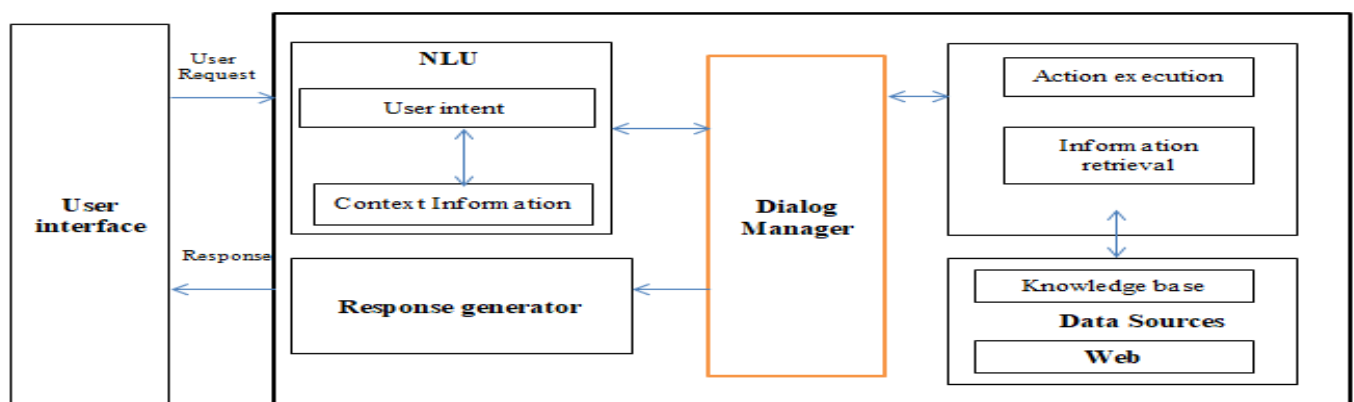 User
interface
User
Request
Response
NLU
User intent
Context Information
Response generator
Dialog
Manager
Action execution
Information
retrieval
Knowledge base
Data Sources
Web